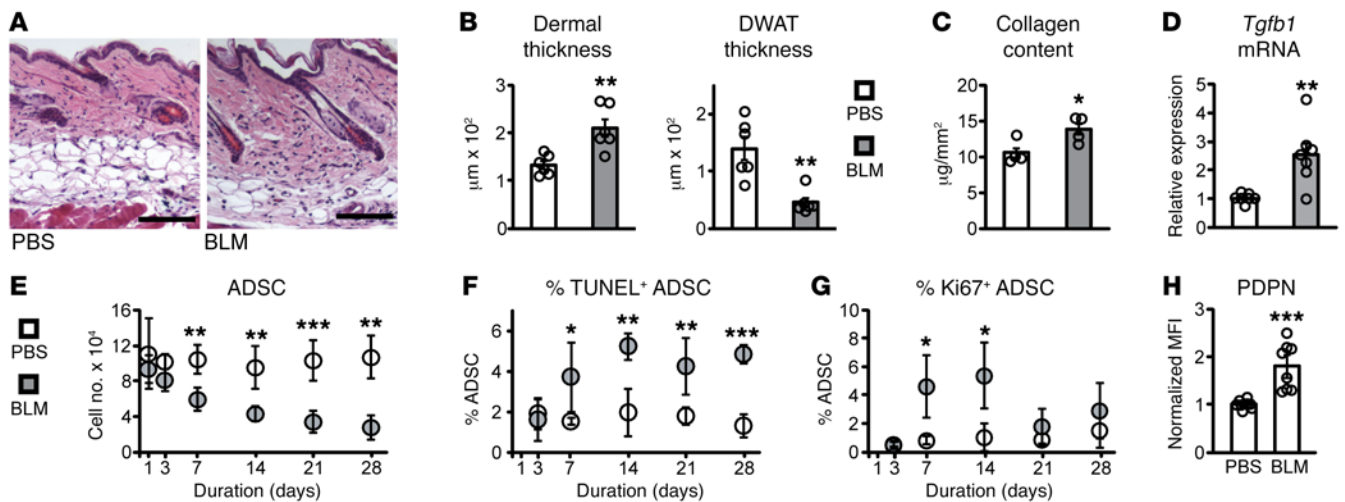 A
PBS
BLM
B
Dermal
thickness
µm x 10²
3
2
1
0
**
DWAT
thickness
µm x 10²
2
1
0
**
PBS
BLM
C
Collagen
content
µg/mm²
20
15
10
5
0
*
D
Tgfb1
mRNA
Relative expression
5
4
3
2
1
0
**
E
PBS
BLM
ADSC
Cell no. x 10⁴
16
12
8
4
0
** ** *** **
1 3 7 14 21 28
Duration (days)
F
% TUNEL⁺ ADSC
% ADSC
6
4
2
0
* ** ** ***
1 3 7 14 21 28
Duration (days)
G
% Ki67⁺ ADSC
% ADSC
10
8
6
4
2
0
* *
1 3 7 14 21 28
Duration (days)
H
PDPN
Normalized MFI
3
2
1
0
***
PBS BLM